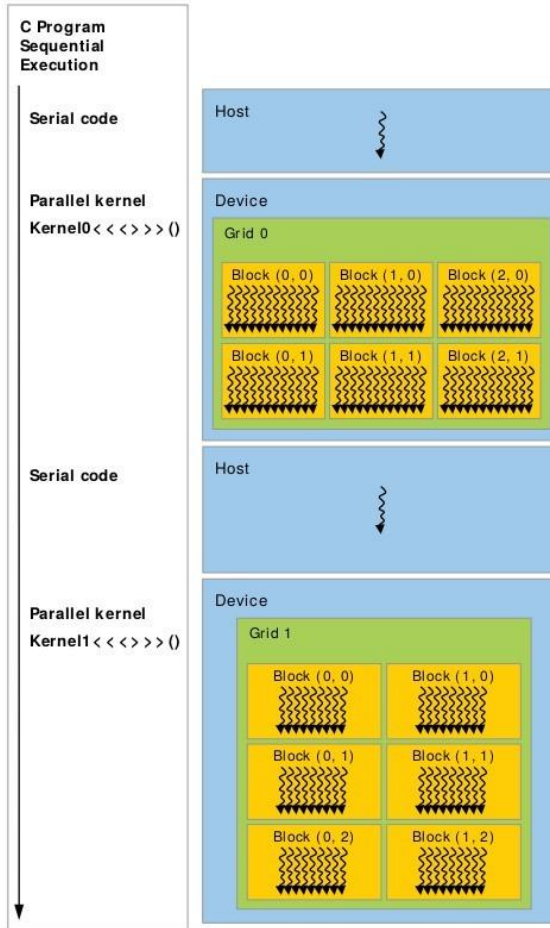 C Program
Sequential
Execution
Serial code
Host
Parallel kernel
Kernel0<<<>>>()
Device
Grid 0
Block (0, 0) Block (1, 0) Block (2, 0)
Block (0, 1) Block (1, 1) Block (2, 1)
Serial code
Host
Parallel kernel
Kernel1<<<>>>()
Device
Grid 1
Block (0, 0) Block (1, 0)
Block (0, 1) Block (1, 1)
Block (0, 2) Block (1, 2)